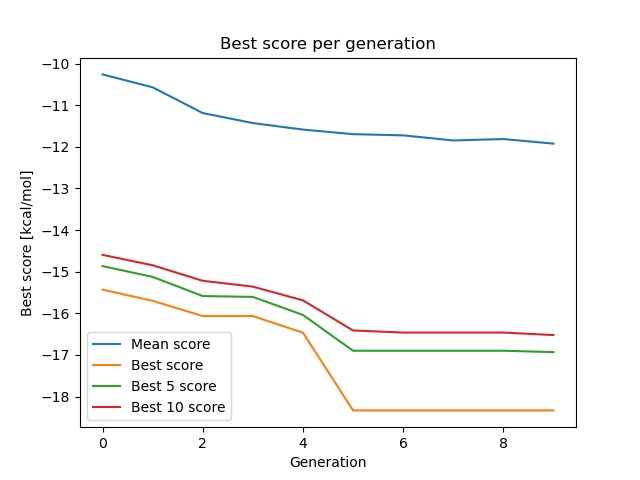 Best score per generation
Best score [kcal/mol]
−10
−11
−12
−13
−14
−15
−16
−17
−18
Mean score
Best score
Best 5 score
Best 10 score
0 2 4 6 8
Generation